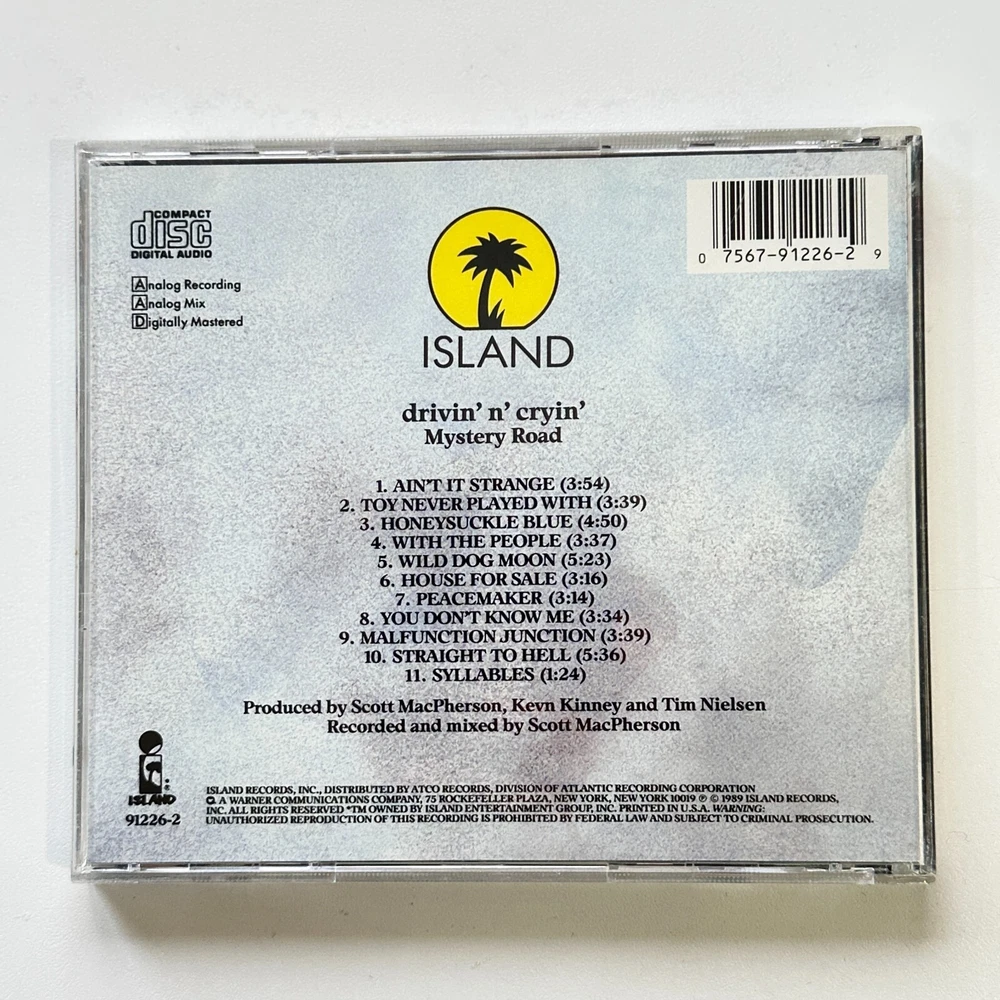 COMPACT
disc
DIGITAL AUDIO
Analog Recording
Analog Mix
Digitally Mastered
0 7567-91226-2 9
ISLAND
drivin' n' cryin'
Mystery Road
1. AIN'T IT STRANGE (3:54)
2. TOY NEVER PLAYED WITH (3:39)
3. HONEYSUCKLE BLUE (4:50)
4. WITH THE PEOPLE (3:37)
5. WILD DOG MOON (5:23)
6. HOUSE FOR SALE (3:16)
7. PEACEMAKER (3:14)
8. YOU DON'T KNOW ME (3:34)
9. MALFUNCTION JUNCTION (3:39)
10. STRAIGHT TO HELL (5:36)
11. SYLLABLES (1:24)
Produced by Scott MacPherson, Kevn Kinney and Tim Nielsen
Recorded and mixed by Scott MacPherson
ISLAND
91226-2
ISLAND RECORDS, INC., DISTRIBUTED BY ATCO RECORDS, DIVISION OF ATLANTIC RECORDING CORPORATION
A WARNER COMMUNICATIONS COMPANY, 75 ROCKEFELLER PLAZA, NEW YORK, NEW YORK 10019 ℗ © 1989 ISLAND RECORDS,
INC. ALL RIGHTS RESERVED *TM OWNED BY ISLAND ENTERTAINMENT GROUP, INC. PRINTED IN U.S.A. WARNING:
UNAUTHORIZED REPRODUCTION OF THIS RECORDING IS PROHIBITED BY FEDERAL LAW AND SUBJECT TO CRIMINAL PROSECUTION.